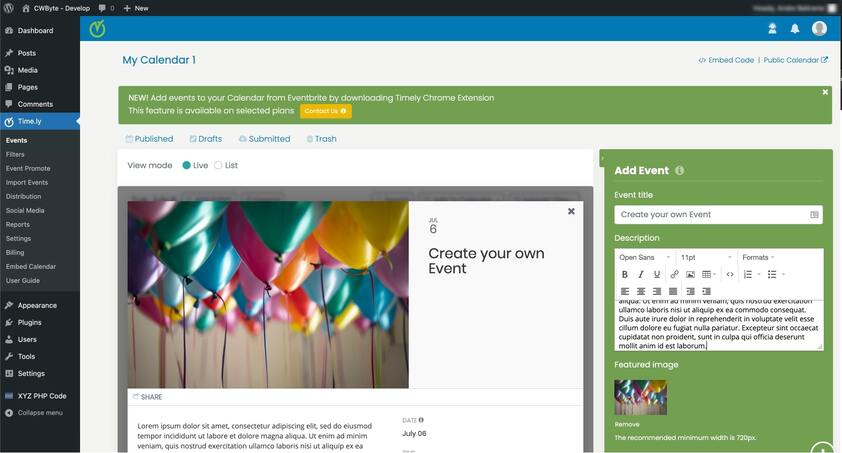 CWByte - Develop
0
New
Dashboard
Posts
Media
Pages
Comments
Time.ly
Events
Filters
Event Promote
Import Events
Distribution
Social Media
Reports
Settings
Billing
Embed Calendar
User Guide
Appearance
Plugins
Users
Tools
Settings
XYZ PHP Code
Collapse menu
My Calendar 1
Embed Code | Public Calendar
NEW! Add events to your Calendar from Eventbrite by downloading Timely Chrome Extension
This feature is available on selected plans
Contact Us
Published
Drafts
Submitted
Trash
View mode
Live
List
JUL
6
Create your own
Event
SHARE
Lorem ipsum dolor sit amet, consectetur adipiscing elit, sed do eiusmod
tempor incididunt ut labore et dolore magna aliqua. Ut enim ad minim
veniam, quis nostrud exercitation ullamco laboris nisi ut aliquip ex ea
DATE
July 06
Add Event
Event title
Create your own Event
Description
Open Sans
11pt
Formats
B I U
aliqua. Ut enim ad minim veniam, quis nostrud exercitation
ullamco laboris nisi ut aliquip ex ea commodo consequat.
Duis aute irure dolor in reprehenderit in voluptate velit esse
cillum dolore eu fugiat nulla pariatur. Excepteur sint occaecat
cupidatat non proident, sunt in culpa qui officia deserunt
mollit anim id est laborum.
Featured image
Remove
The recommended minimum width is 720px.